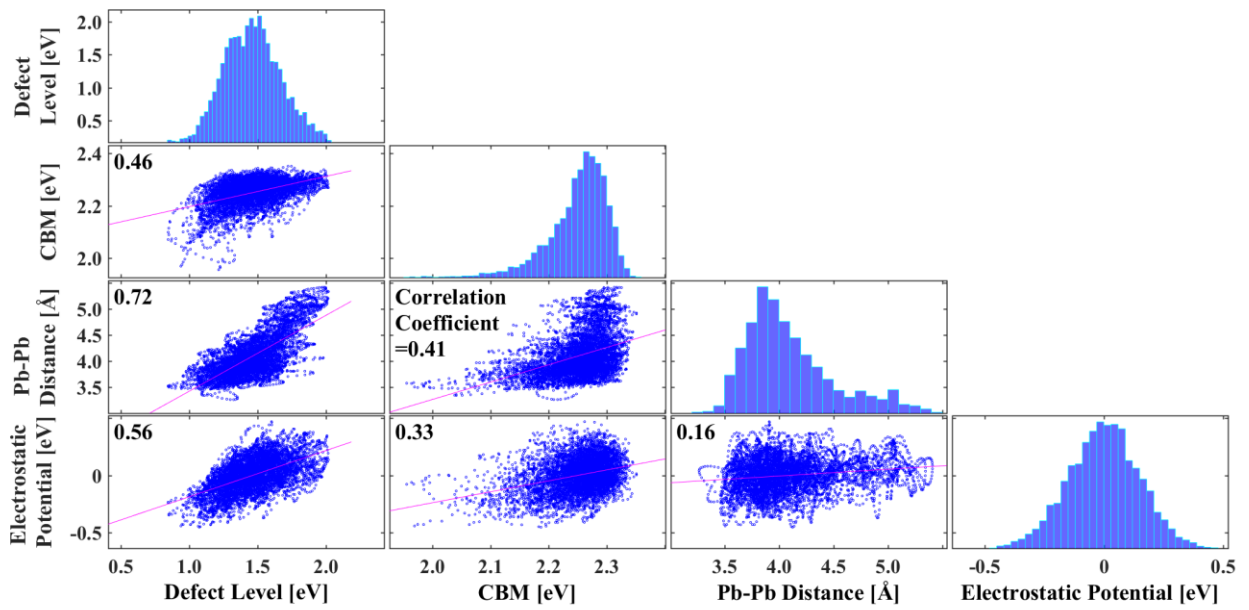 Defect
Level [eV]
2.0
1.5
1.0
0.5
CBM [eV]
2.4
2.2
2.0
0.46
Pb-Pb
Distance [Å]
5.0
4.5
4.0
3.5
0.72
Correlation
Coefficient
=0.41
Electrostatic
Potential [eV]
0
-0.5
0.56
0.33
0.16
0.5 1.0 1.5 2.0
2.0 2.1 2.2 2.3
3.5 4.0 4.5 5.0
-0.5 0 0.5
Defect Level [eV]
CBM [eV]
Pb-Pb Distance [Å]
Electrostatic Potential [eV]